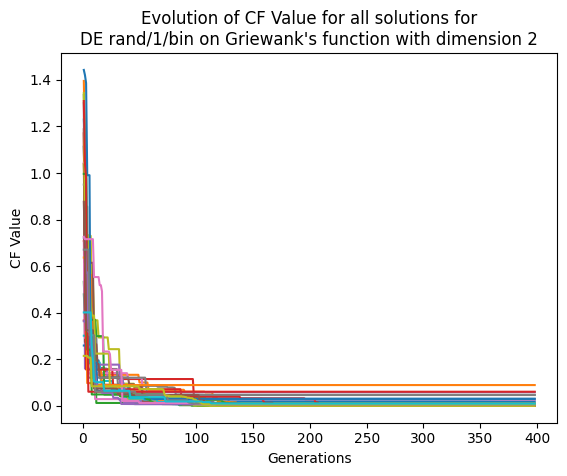 Evolution of CF Value for all solutions for
DE rand/1/bin on Griewank's function with dimension 2
1.4
1.2
1.0
0.8
0.6
0.4
0.2
0.0
CF Value
0 50 100 150 200 250 300 350 400
Generations